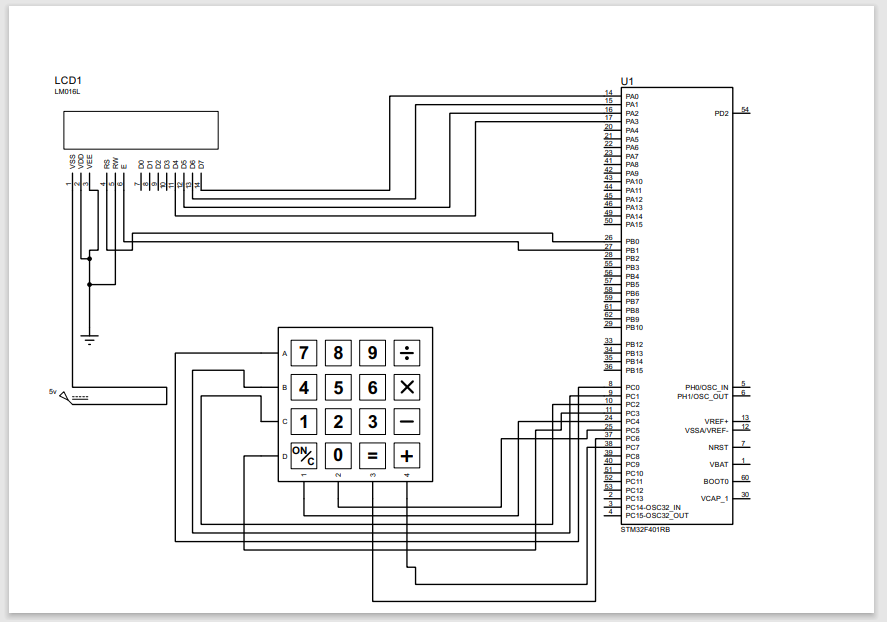 LCD1
LM016L
VSS
VDD
VEE
RS
RW
E
D0
D1
D2
D3
D4
D5
D6
D7
1
2
3
4
5
6
7
8
9
10
11
12
13
14
5v
A
B
C
D
7 8 9 ÷
4 5 6 ×
1 2 3 −
ON/C 0 = +
1
2
3
4
U1
14 PA0
15 PA1
16 PA2
17 PA3
20 PA4
21 PA5
22 PA6
23 PA7
41 PA8
42 PA9
43 PA10
44 PA11
45 PA12
46 PA13
49 PA14
50 PA15
26 PB0
27 PB1
28 PB2
55 PB3
56 PB4
57 PB5
58 PB6
59 PB7
61 PB8
62 PB9
29 PB10
33 PB12
34 PB13
35 PB14
36 PB15
8 PC0
9 PC1
10 PC2
11 PC3
24 PC4
25 PC5
37 PC6
38 PC7
39 PC8
40 PC9
51 PC10
52 PC11
53 PC12
2 PC13
3 PC14-OSC32_IN
4 PC15-OSC32_OUT
PD2 54
PH0/OSC_IN 5
PH1/OSC_OUT 6
VREF+ 13
VSSA/VREF- 12
NRST 7
VBAT 1
BOOT0 60
VCAP_1 30
STM32F401RB